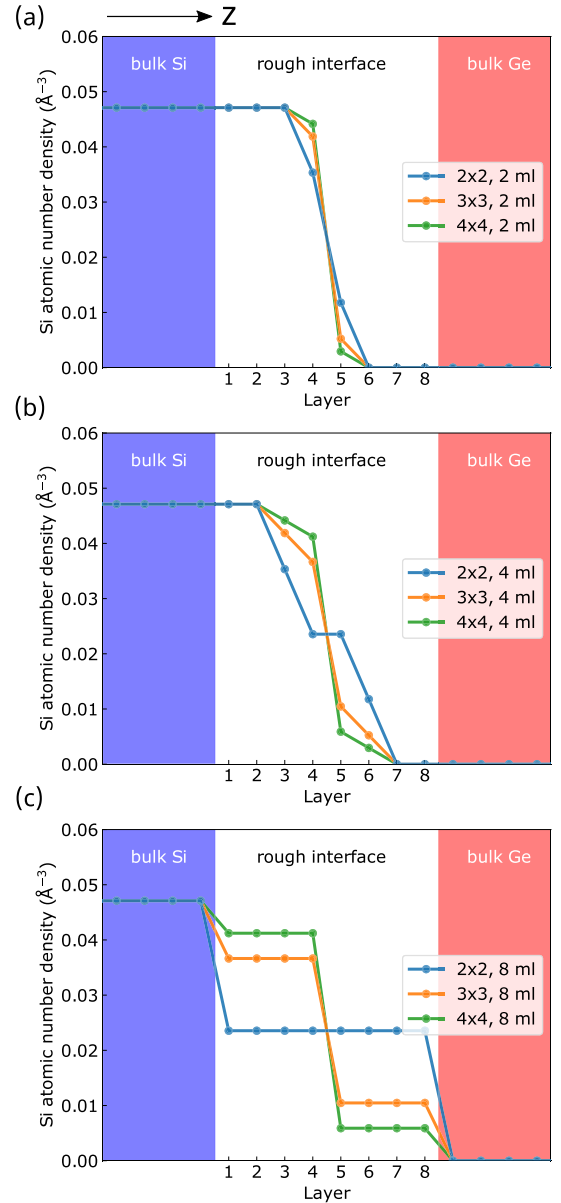 (a)
z
0.06
0.05
0.04
0.03
0.02
0.01
0.00
Si atomic number density (Å⁻³)
bulk Si
rough interface
bulk Ge
2x2, 2 ml
3x3, 2 ml
4x4, 2 ml
1 2 3 4 5 6 7 8
Layer
(b)
0.06
0.05
0.04
0.03
0.02
0.01
0.00
Si atomic number density (Å⁻³)
bulk Si
rough interface
bulk Ge
2x2, 4 ml
3x3, 4 ml
4x4, 4 ml
1 2 3 4 5 6 7 8
Layer
(c)
0.06
0.05
0.04
0.03
0.02
0.01
0.00
Si atomic number density (Å⁻³)
bulk Si
rough interface
bulk Ge
2x2, 8 ml
3x3, 8 ml
4x4, 8 ml
1 2 3 4 5 6 7 8
Layer